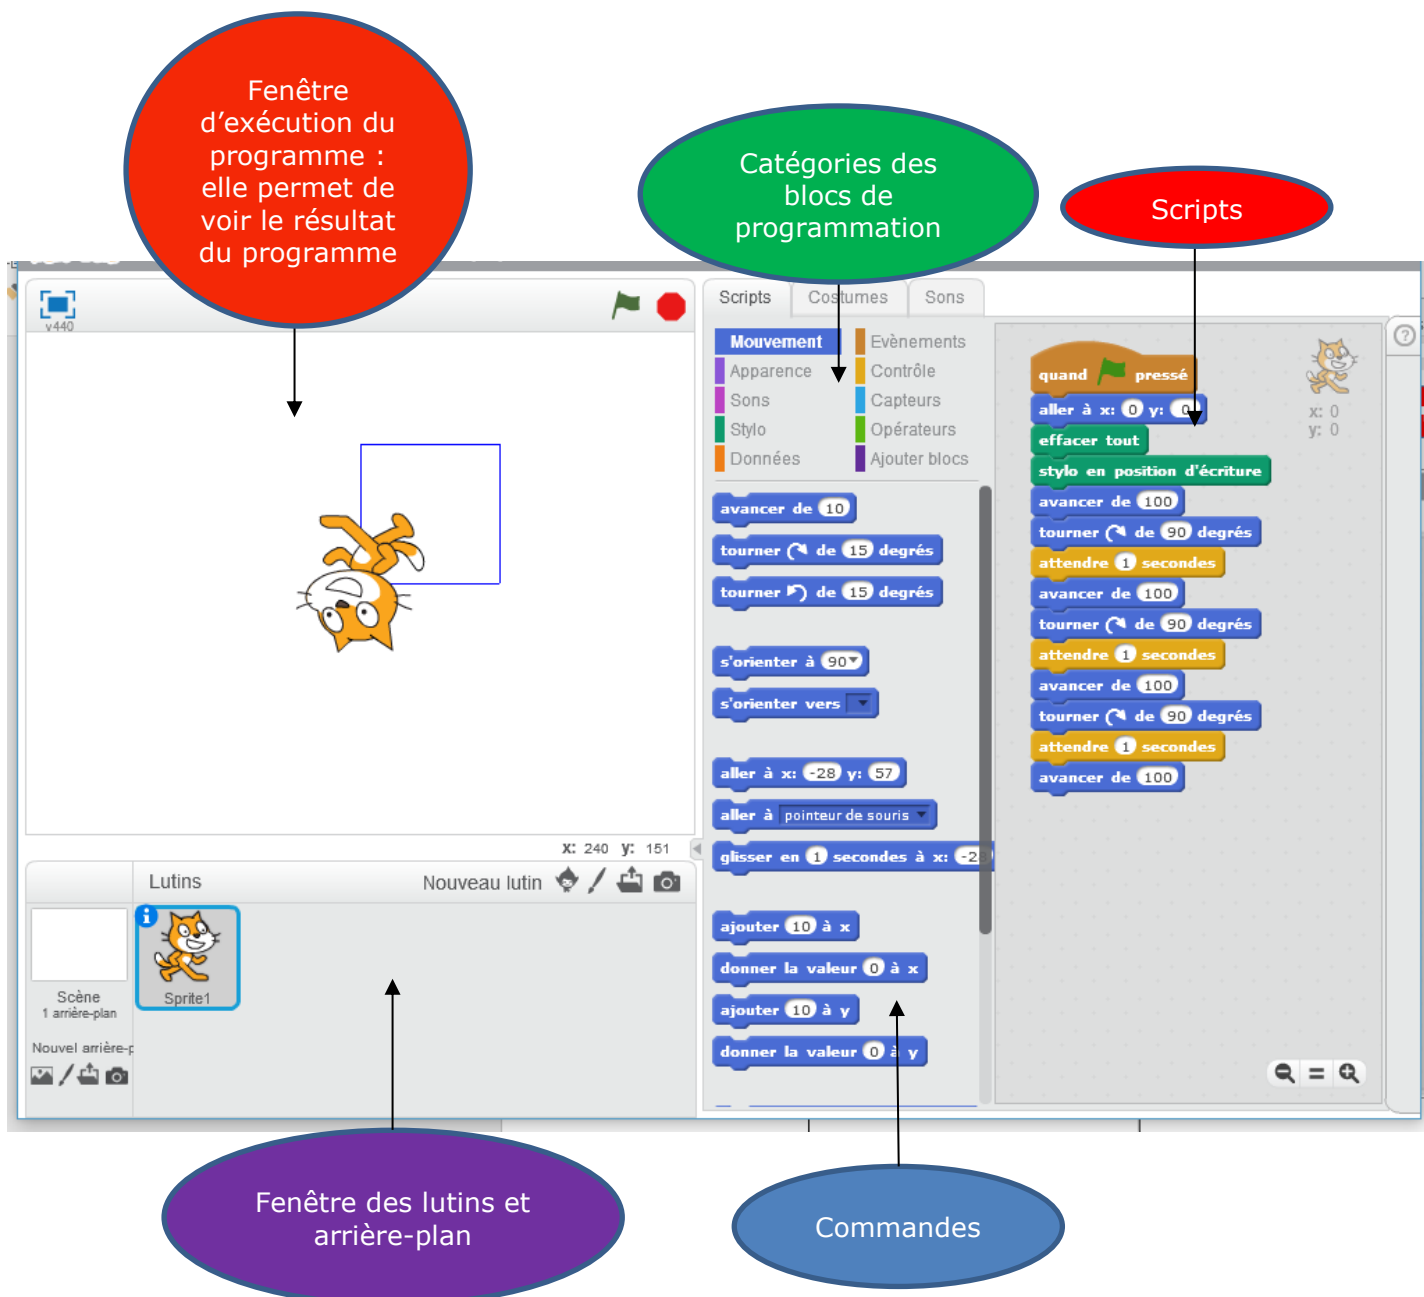 Fenêtre
d’exécution du
programme :
elle permet de
voir le résultat
du programme
Catégories des
blocs de
programmation
Scripts
v440
Scripts Costumes Sons
Mouvement Evènements
Apparence Contrôle
Sons Capteurs
Stylo Opérateurs
Données Ajouter blocs
avancer de 10
tourner de 15 degrés
tourner de 15 degrés
s'orienter à 90
s'orienter vers
aller à x: -28 y: 57
aller à pointeur de souris
glisser en 1 secondes à x: -28
ajouter 10 à x
donner la valeur 0 à x
ajouter 10 à y
donner la valeur 0 à y
quand pressé
aller à x: 0 y: 0
effacer tout
stylo en position d'écriture
avancer de 100
tourner de 90 degrés
attendre 1 secondes
avancer de 100
tourner de 90 degrés
attendre 1 secondes
avancer de 100
tourner de 90 degrés
attendre 1 secondes
avancer de 100
x: 0
y: 0
?
x: 240 y: 151
Lutins Nouveau lutin
Scène
1 arrière-plan
Sprite1
Nouvel arrière-p
Fenêtre des lutins et
arrière-plan
Commandes